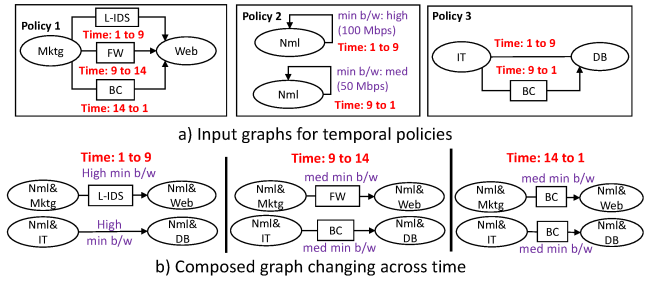 Policy 1
L-IDS
Time: 1 to 9
Mktg
FW
Web
Time: 9 to 14
BC
Time: 14 to 1
Policy 2
min b/w: high
(100 Mbps)
Nml
Time: 1 to 9
min b/w: med
(50 Mbps)
Nml
Time: 9 to 1
Policy 3
Time: 1 to 9
IT
DB
Time: 9 to 1
BC
a) Input graphs for temporal policies
Time: 1 to 9
High min b/w
Nml&
Mktg
L-IDS
Nml&
Web
Nml&
IT
High
min b/w
Nml&
DB
Time: 9 to 14
med min b/w
Nml&
Mktg
FW
Nml&
Web
Nml&
IT
BC
Nml&
DB
med min b/w
Time: 14 to 1
med min b/w
Nml&
Mktg
BC
Nml&
Web
Nml&
IT
BC
Nml&
DB
med min b/w
b) Composed graph changing across time